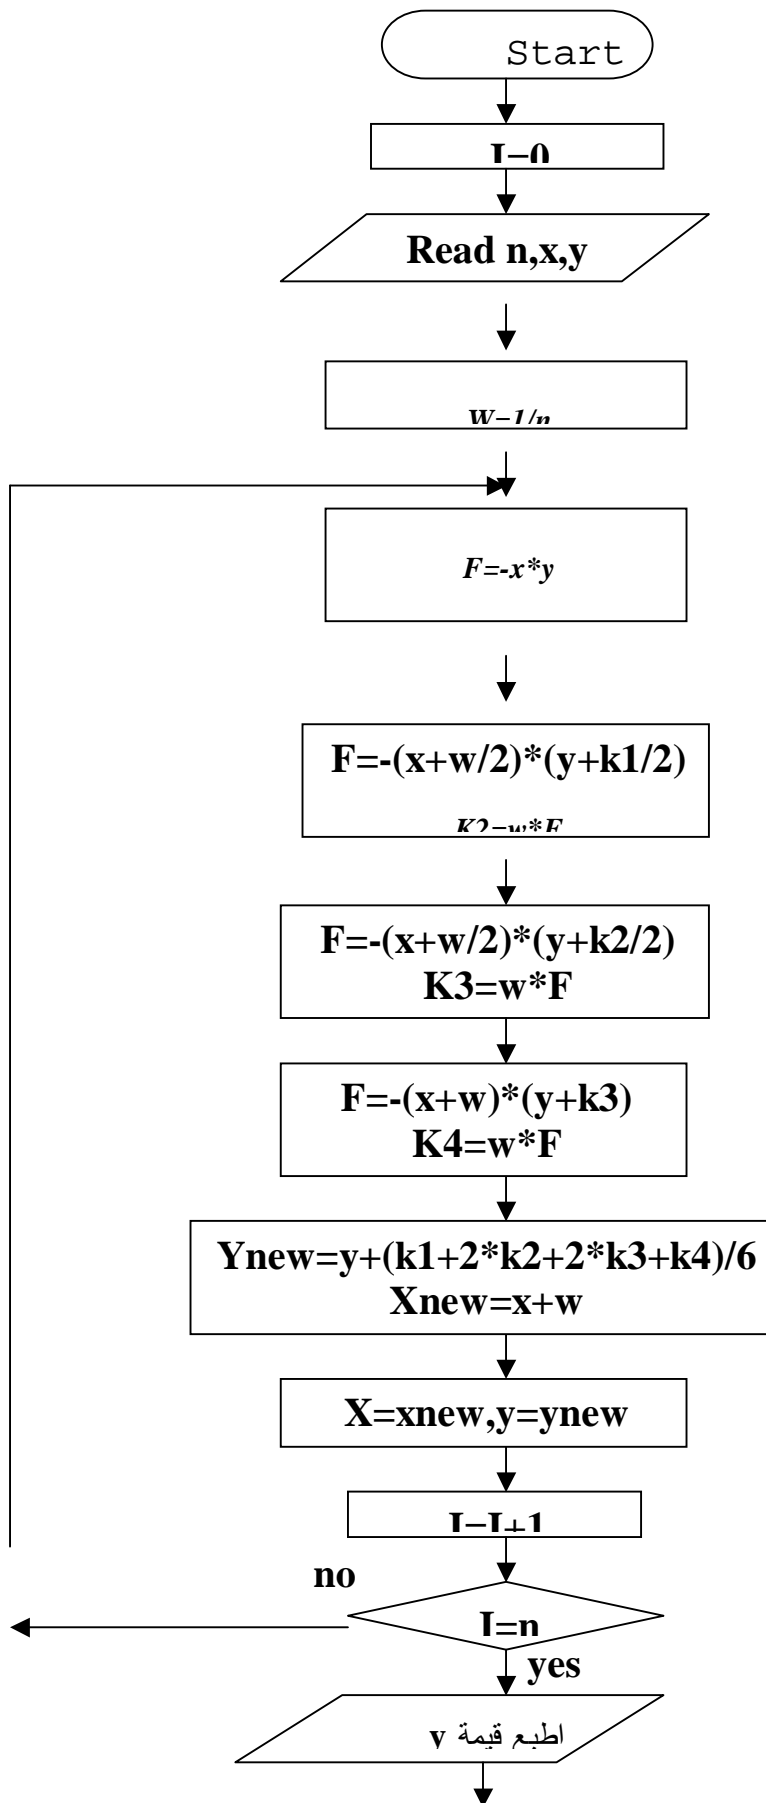 Start
I=0
Read n,x,y
W=1/n
F=-x*y
F=-(x+w/2)*(y+k1/2)
K2=w*F
F=-(x+w/2)*(y+k2/2)
K3=w*F
F=-(x+w)*(y+k3)
K4=w*F
Ynew=y+(k1+2*k2+2*k3+k4)/6
Xnew=x+w
X=xnew,y=ynew
I=I+1
no
I=n
yes
اطبع قيمة y